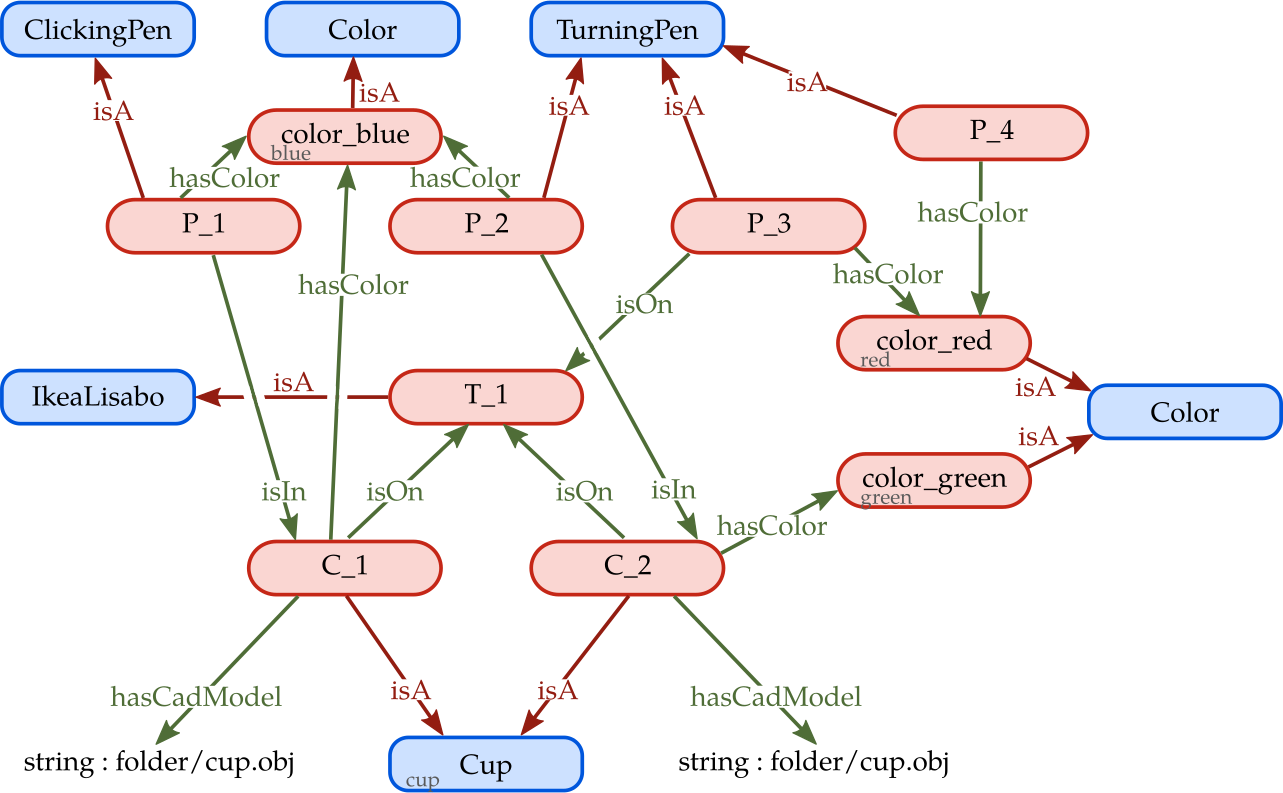 ClickingPen
Color
TurningPen
isA
isA
isA
isA
isA
color_blue
blue
P_4
hasColor
hasColor
hasColor
P_1
P_2
P_3
hasColor
hasColor
isOn
color_red
red
isA
IkeaLisabo
isA
T_1
Color
isA
color_green
green
isIn
isOn
isOn
isIn
hasColor
C_1
C_2
hasCadModel
isA
isA
hasCadModel
string : folder/cup.obj
Cup
cup
string : folder/cup.obj